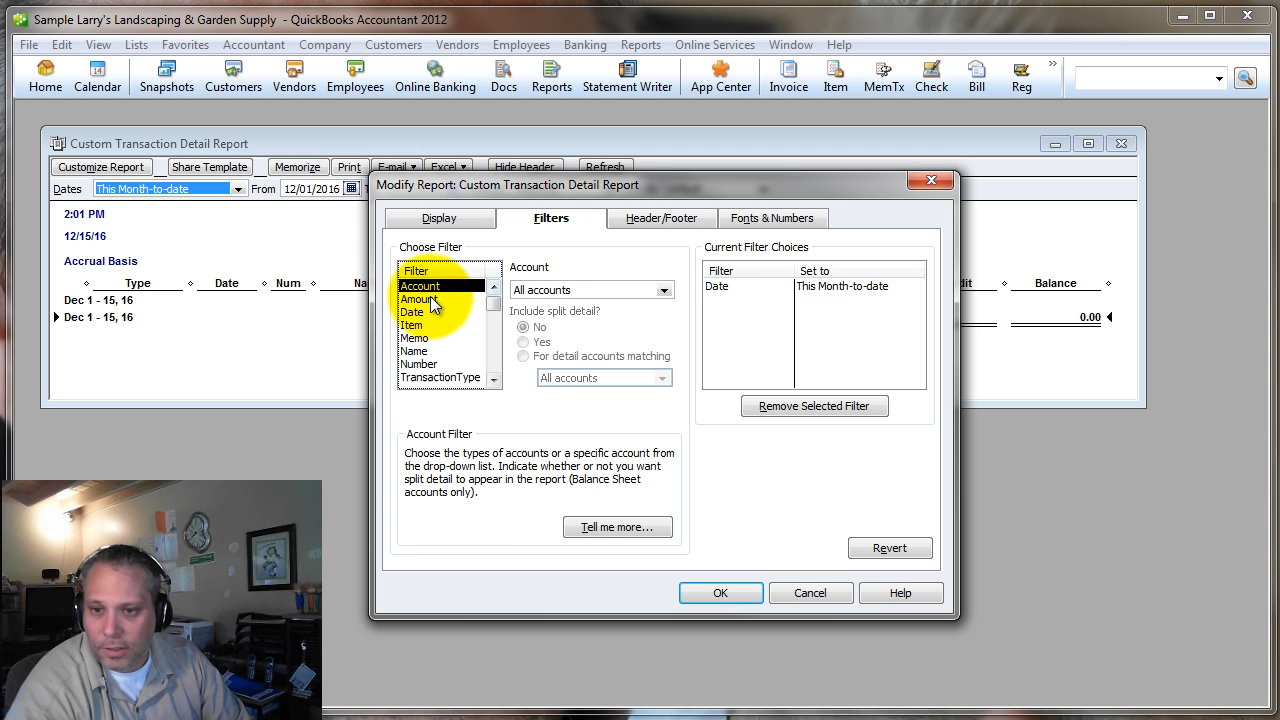 Sample Larry's Landscaping & Garden Supply - QuickBooks Accountant 2012
File Edit View Lists Favorites Accountant Company Customers Vendors Employees Banking Reports Online Services Window Help
Home Calendar Snapshots Customers Vendors Employees Online Banking Docs Reports Statement Writer App Center Invoice Item MemTx Check Bill Reg
Custom Transaction Detail Report
Customize Report Share Template Memorize Print E-mail Excel Hide Header Refresh
Dates This Month-to-date From 12/01/2016
2:01 PM
12/15/16
Accrual Basis
Type Date Num Balance
Dec 1 - 15, 16
Dec 1 - 15, 16 0.00
Modify Report: Custom Transaction Detail Report
Display Filters Header/Footer Fonts & Numbers
Choose Filter
Filter
Account
Amount
Date
Item
Memo
Name
Number
TransactionType
Account
All accounts
Include split detail?
No
Yes
For detail accounts matching
All accounts
Account Filter
Choose the types of accounts or a specific account from
the drop-down list. Indicate whether or not you want
split detail to appear in the report (Balance Sheet
accounts only).
Tell me more...
Current Filter Choices
Filter Set to
Date This Month-to-date
Remove Selected Filter
Revert
OK Cancel Help